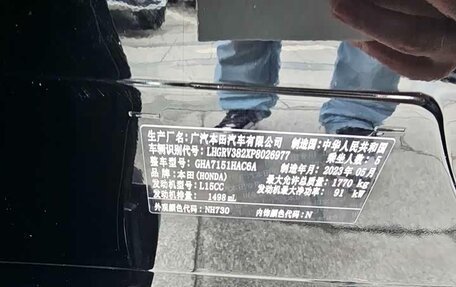 生产厂名：广汽本田汽车有限公司 制造国：中华人民共和国
车辆识别代号：LHGRV382XP8026977 乘坐人数：5
整车型号：GHA7151HAC6A 制造年月：2023年05月
品牌：本田(HONDA) 最大允许总质量：1770 kg
发动机型号：L15CC 发动机最大净功率：91 kW
发动机排量：1498 mL
外观颜色代码：NH730 内饰颜色代码：N